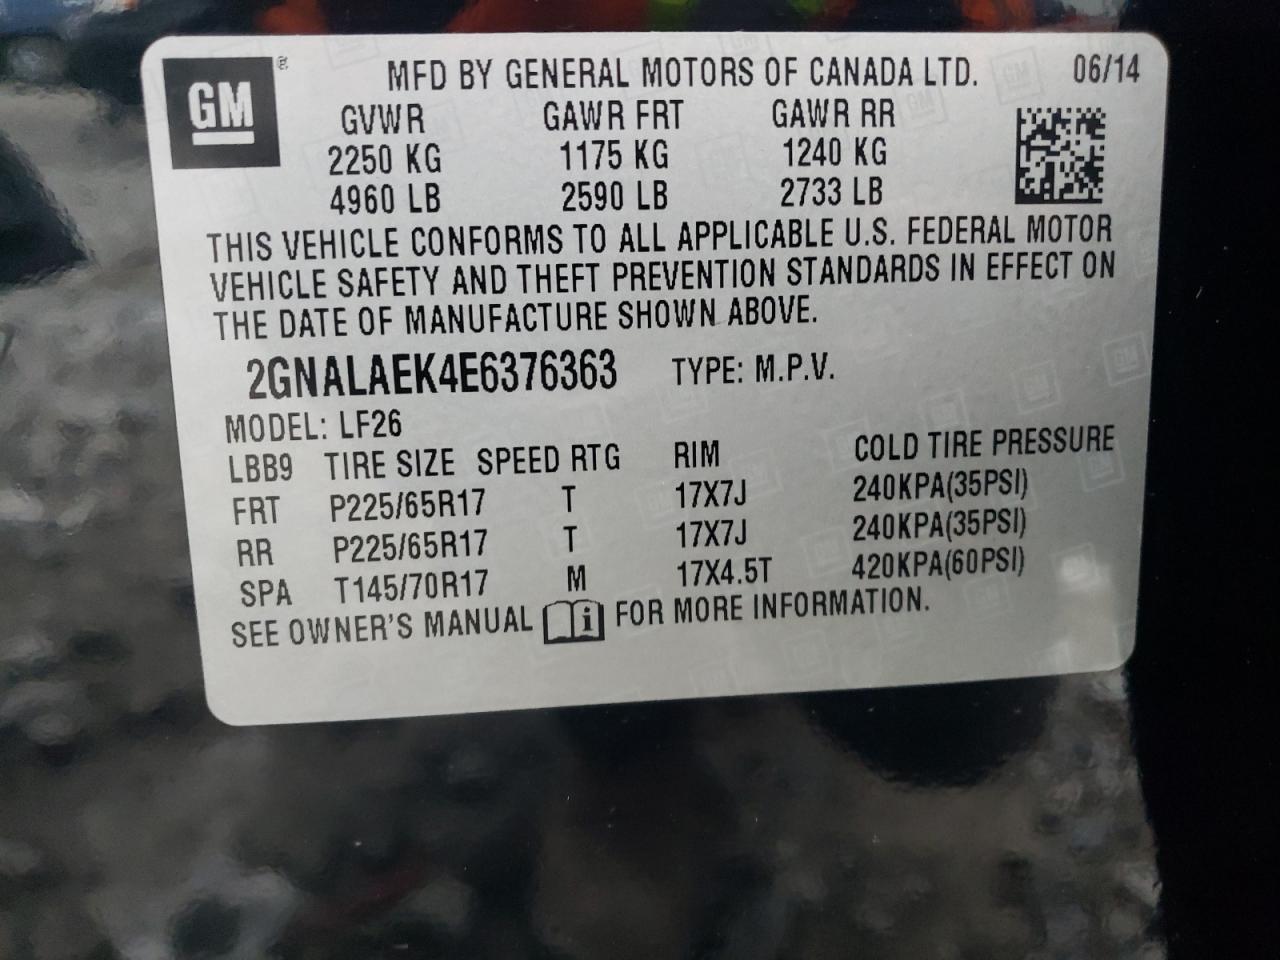 GM ® MFD BY GENERAL MOTORS OF CANADA LTD. 06/14
GVWR GAWR FRT GAWR RR
2250 KG 1175 KG 1240 KG
4960 LB 2590 LB 2733 LB
THIS VEHICLE CONFORMS TO ALL APPLICABLE U.S. FEDERAL MOTOR
VEHICLE SAFETY AND THEFT PREVENTION STANDARDS IN EFFECT ON
THE DATE OF MANUFACTURE SHOWN ABOVE.
2GNALAEK4E6376363 TYPE: M.P.V.
MODEL: LF26
LBB9 TIRE SIZE SPEED RTG RIM COLD TIRE PRESSURE
FRT P225/65R17 T 17X7J 240KPA(35PSI)
RR P225/65R17 T 17X7J 240KPA(35PSI)
SPA T145/70R17 M 17X4.5T 420KPA(60PSI)
SEE OWNER'S MANUAL i FOR MORE INFORMATION.